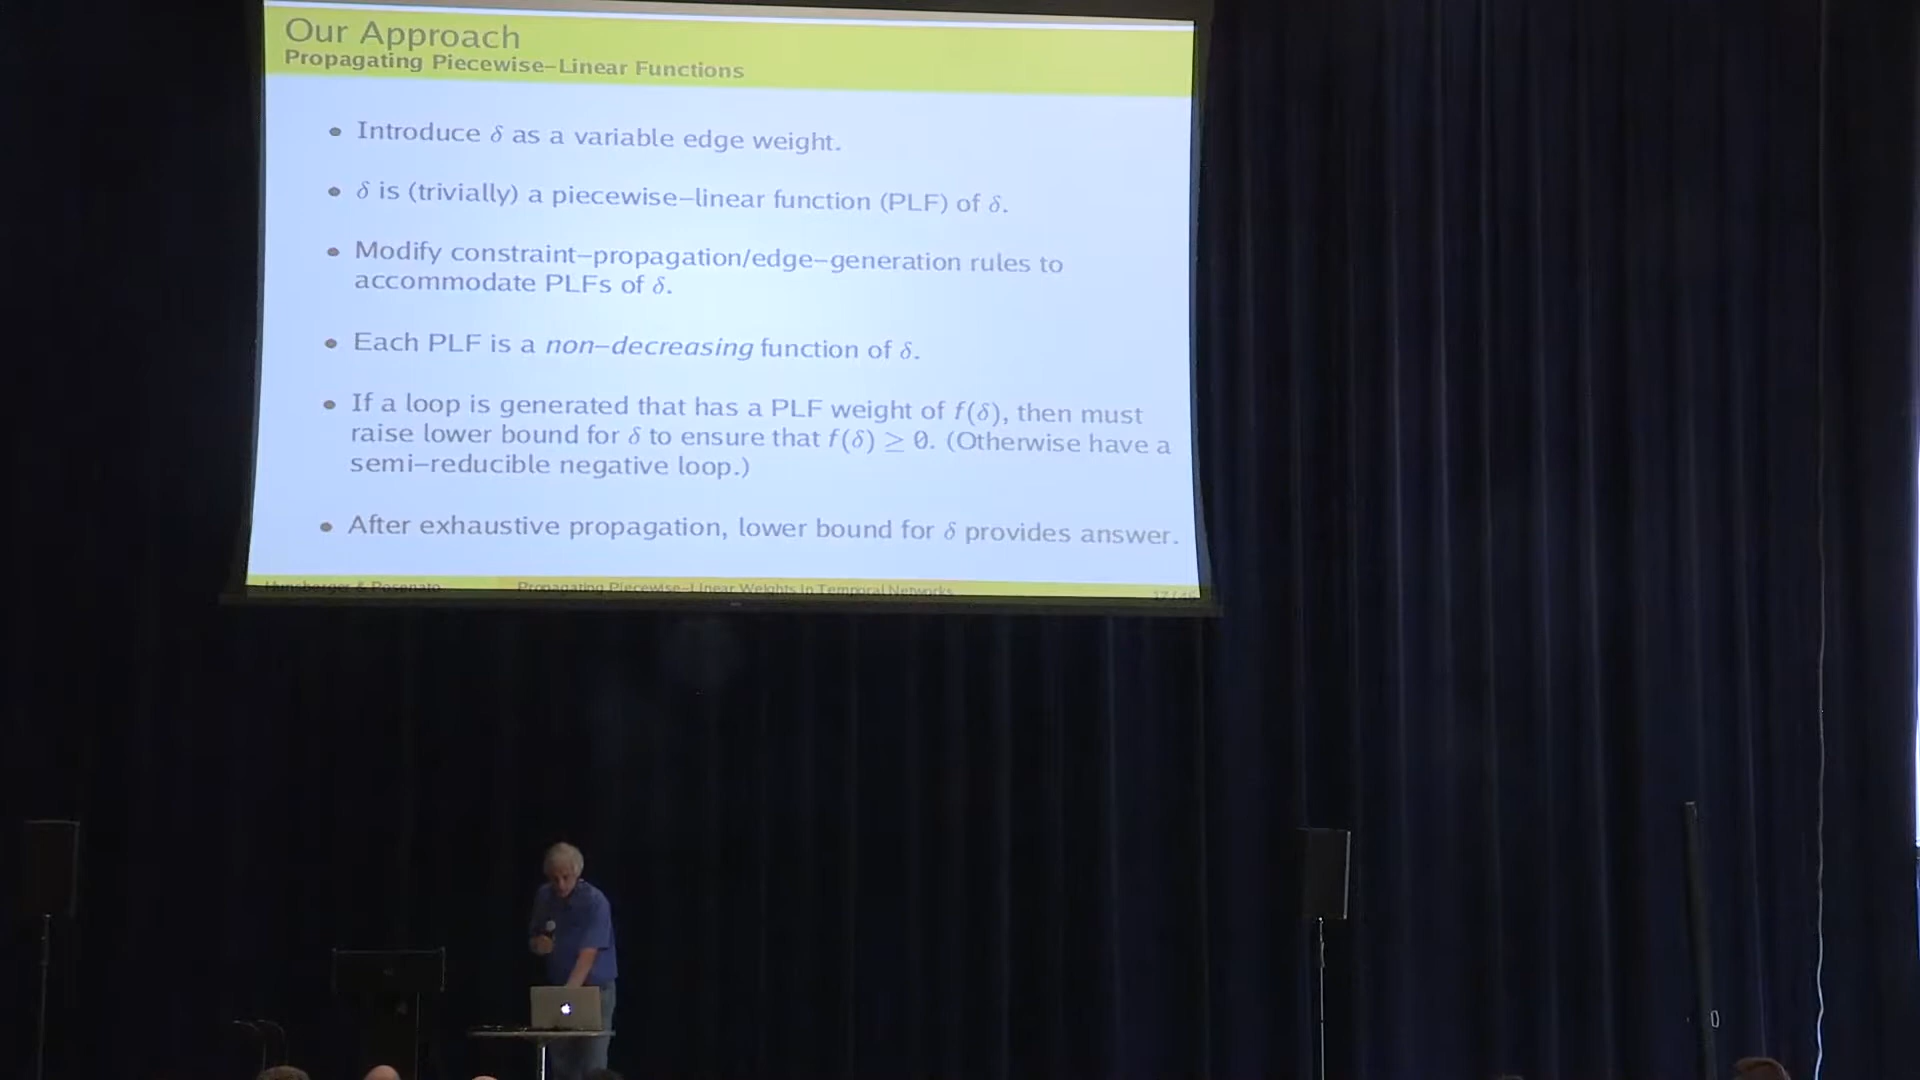 Our Approach
Propagating Piecewise–Linear Functions
• Introduce δ as a variable edge weight.
• δ is (trivially) a piecewise–linear function (PLF) of δ.
• Modify constraint–propagation/edge–generation rules to
accommodate PLFs of δ.
• Each PLF is a non–decreasing function of δ.
• If a loop is generated that has a PLF weight of f(δ), then must
raise lower bound for δ to ensure that f(δ) ≥ 0. (Otherwise have a
semi–reducible negative loop.)
• After exhaustive propagation, lower bound for δ provides answer.
Hunsberger & Posenato Propagating Piecewise–Linear Weights in Temporal Networks